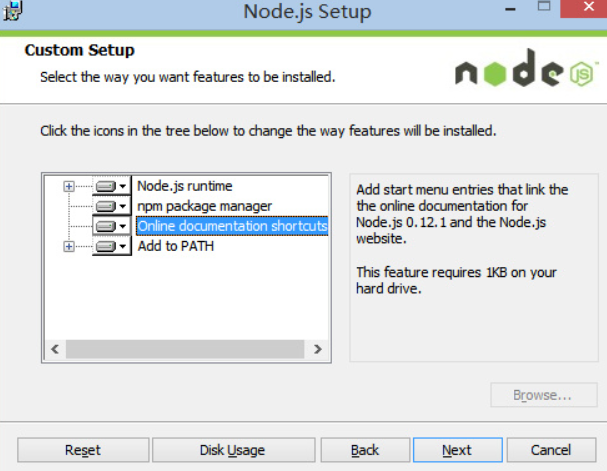 Node.js Setup
Custom Setup
Select the way you want features to be installed.
node
JS
Click the icons in the tree below to change the way features will be installed.
Node.js runtime
npm package manager
Online documentation shortcuts
Add to PATH
Add start menu entries that link the
the online documentation for
Node.js 0.12.1 and the Node.js
website.
This feature requires 1KB on your
hard drive.
Browse...
Reset
Disk Usage
Back
Next
Cancel